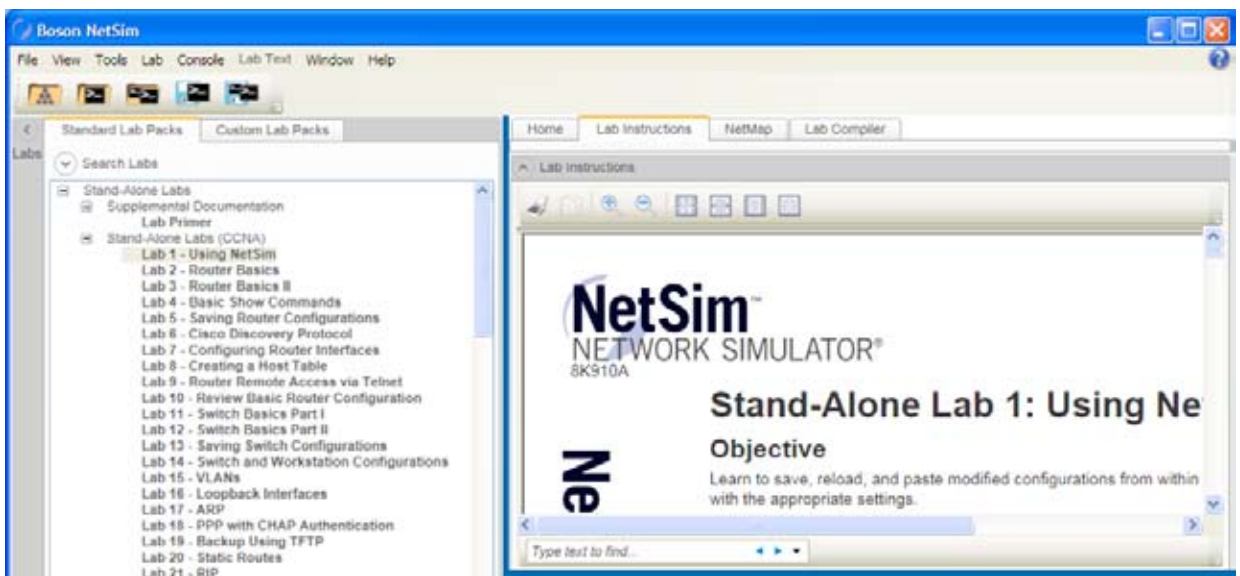 Boson NetSim
File View Tools Lab Console Lab Text Window Help
Standard Lab Packs Custom Lab Packs
Labs
Search Labs
Stand-Alone Labs
Supplemental Documentation
Lab Primer
Stand-Alone Labs (CCNA)
Lab 1 - Using NetSim
Lab 2 - Router Basics
Lab 3 - Router Basics II
Lab 4 - Basic Show Commands
Lab 5 - Saving Router Configurations
Lab 6 - Cisco Discovery Protocol
Lab 7 - Configuring Router Interfaces
Lab 8 - Creating a Host Table
Lab 9 - Router Remote Access via Telnet
Lab 10 - Review Basic Router Configuration
Lab 11 - Switch Basics Part I
Lab 12 - Switch Basics Part II
Lab 13 - Saving Switch Configurations
Lab 14 - Switch and Workstation Configurations
Lab 15 - VLANs
Lab 16 - Loopback Interfaces
Lab 17 - ARP
Lab 18 - PPP with CHAP Authentication
Lab 19 - Backup Using TFTP
Lab 20 - Static Routes
Lab 21 - RIP
Home Lab Instructions NetMap Lab Compiler
Lab Instructions
NetSim™
NETWORK SIMULATOR®
8K910A
Stand-Alone Lab 1: Using Ne
Objective
Learn to save, reload, and paste modified configurations from within
with the appropriate settings.
Ne
Type text to find...